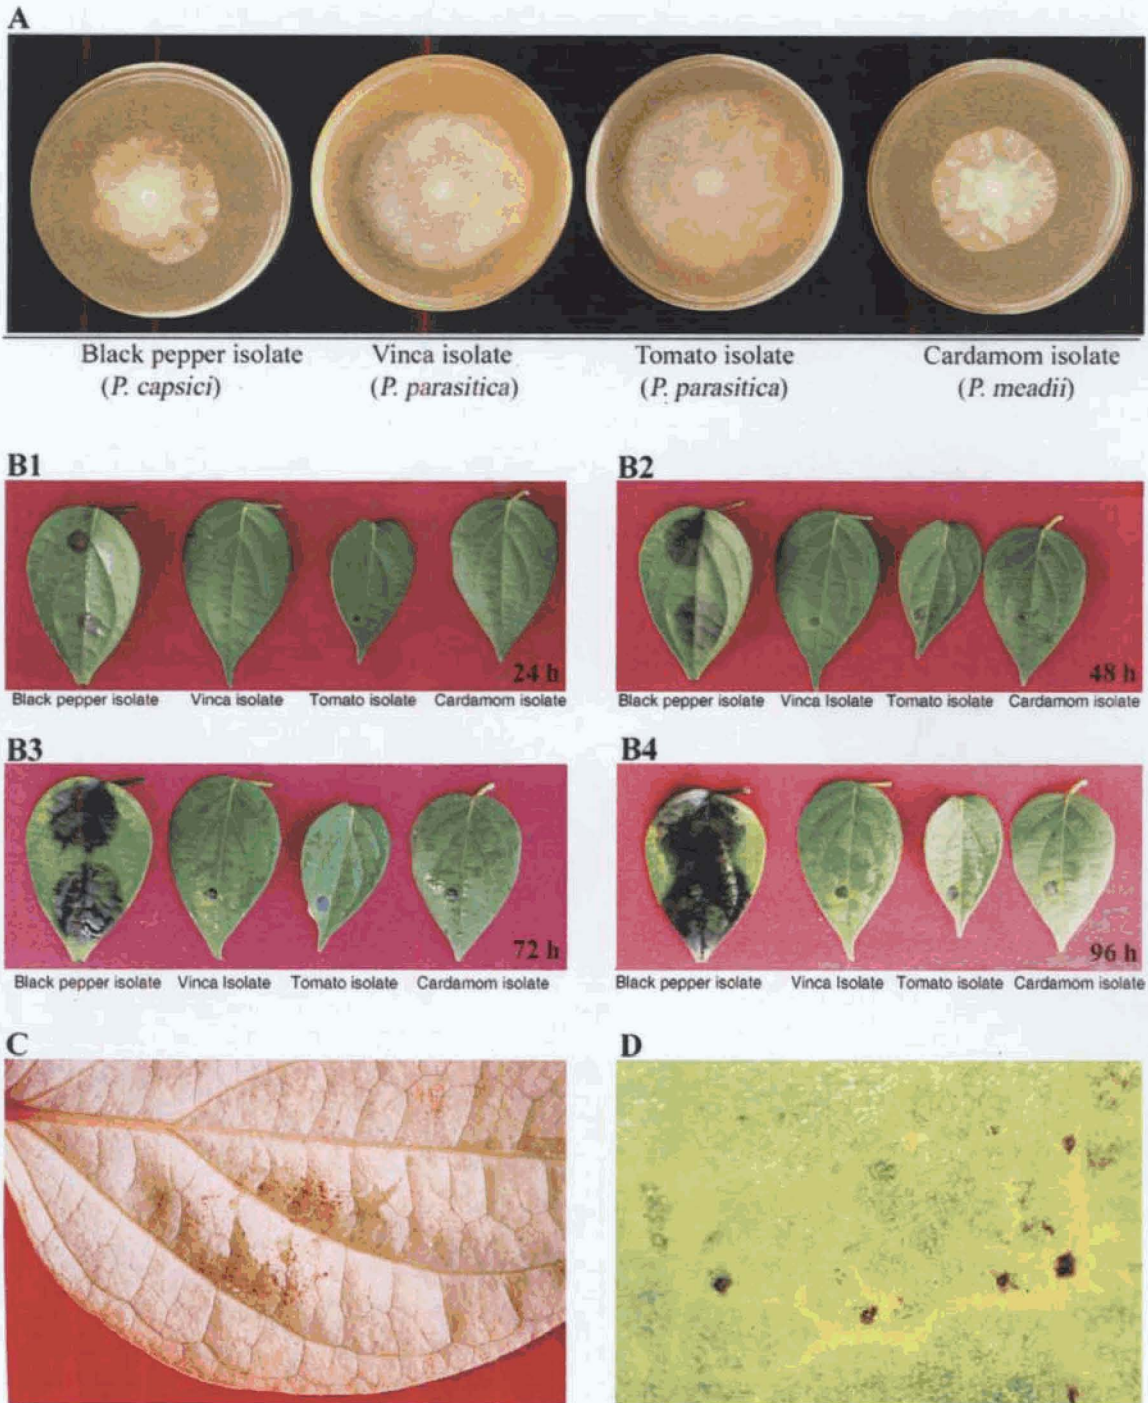 A
Black pepper isolate
(P. capsici)
Vinca isolate
(P. parasitica)
Tomato isolate
(P. parasitica)
Cardamom isolate
(P. meadii)
B1
24 h
Black pepper isolate Vinca isolate Tomato isolate Cardamom isolate
B2
48 h
Black pepper isolate Vinca Isolate Tomato isolate Cardamom isolate
B3
72 h
Black pepper isolate Vinca Isolate Tomato isolate Cardamom isolate
B4
96 h
Black pepper isolate Vinca Isolate Tomato isolate Cardamom isolate
C
D